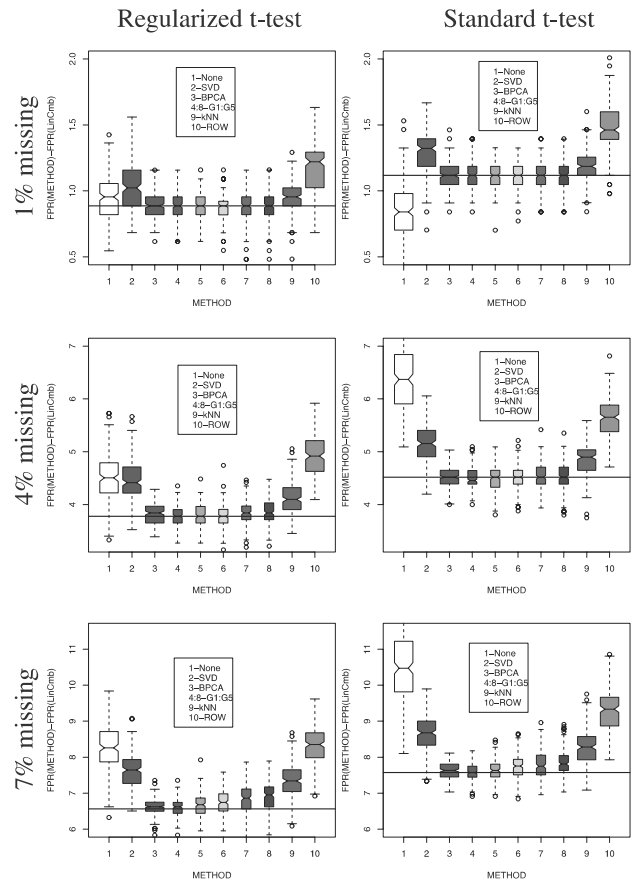 Regularized t-test
Standard t-test
1% missing
FPR(METHOD)−FPR(LinCmb)
2.0
1.5
1.0
0.5
1−None
2−SVD
3−BPCA
4:8−G1:G5
9−kNN
10−ROW
1 2 3 4 5 6 7 8 9 10
METHOD
FPR(METHOD)−FPR(LinCmb)
2.0
1.5
1.0
0.5
1−None
2−SVD
3−BPCA
4:8−G1:G5
9−kNN
10−ROW
1 2 3 4 5 6 7 8 9 10
METHOD
4% missing
FPR(METHOD)−FPR(LinCmb)
7
6
5
4
1−None
2−SVD
3−BPCA
4:8−G1:G5
9−kNN
10−ROW
1 2 3 4 5 6 7 8 9 10
METHOD
FPR(METHOD)−FPR(LinCmb)
7
6
5
4
1−None
2−SVD
3−BPCA
4:8−G1:G5
9−kNN
10−ROW
1 2 3 4 5 6 7 8 9 10
METHOD
7% missing
FPR(METHOD)−FPR(LinCmb)
11
10
9
8
7
6
1−None
2−SVD
3−BPCA
4:8−G1:G5
9−kNN
10−ROW
1 2 3 4 5 6 7 8 9 10
METHOD
FPR(METHOD)−FPR(LinCmb)
11
10
9
8
7
6
1−None
2−SVD
3−BPCA
4:8−G1:G5
9−kNN
10−ROW
1 2 3 4 5 6 7 8 9 10
METHOD